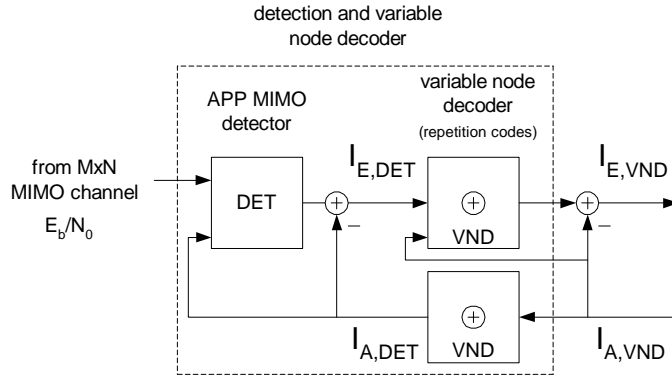 detection and variable
node decoder
variable node
decoder
(repetition codes)
APP MIMO
detector
from MxN
MIMO channel
E_b/N_0
DET
I_E,DET
I_E,VND
+
−
+
VND
+
−
+
VND
I_A,DET
I_A,VND